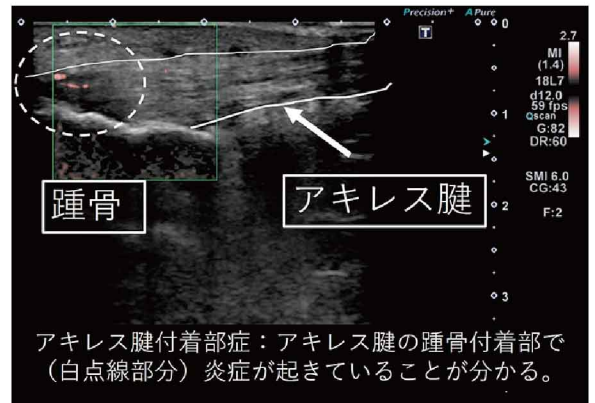 Precision+ A Pure
T
0
2.7
MI
(1.4)
18L7
d12.0
59 fps
Qscan
G:82
DR:60
1
SMI 6.0
CG:43
F:2
2
3
踵骨
アキレス腱
アキレス腱付着部症：アキレス腱の踵骨付着部で
（白点線部分）炎症が起きていることが分かる。